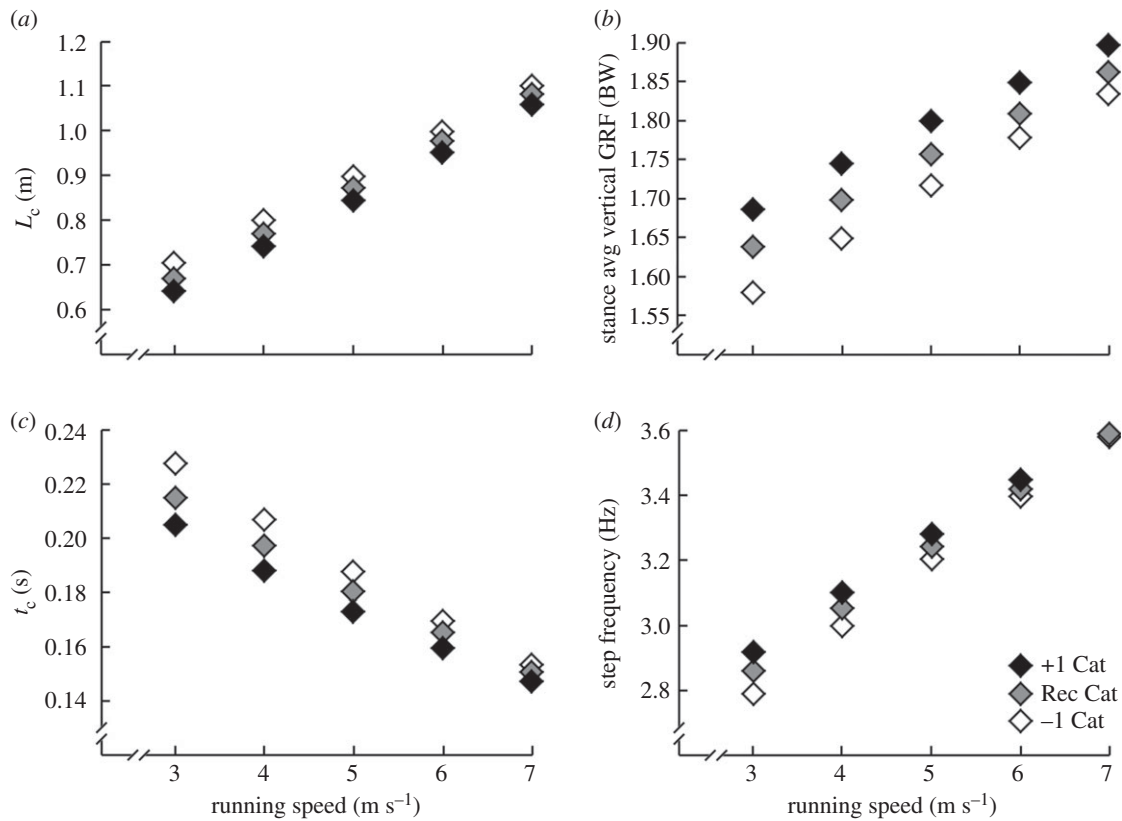 (a)
1.2
1.1
1.0
0.9
0.8
0.7
0.6
L_c (m)
(b)
1.90
1.85
1.80
1.75
1.70
1.65
1.60
1.55
stance avg vertical GRF (BW)
(c)
0.24
0.22
0.20
0.18
0.16
0.14
t_c (s)
3 4 5 6 7
running speed (m s⁻¹)
(d)
3.6
3.4
3.2
3.0
2.8
step frequency (Hz)
+1 Cat
Rec Cat
–1 Cat
3 4 5 6 7
running speed (m s⁻¹)